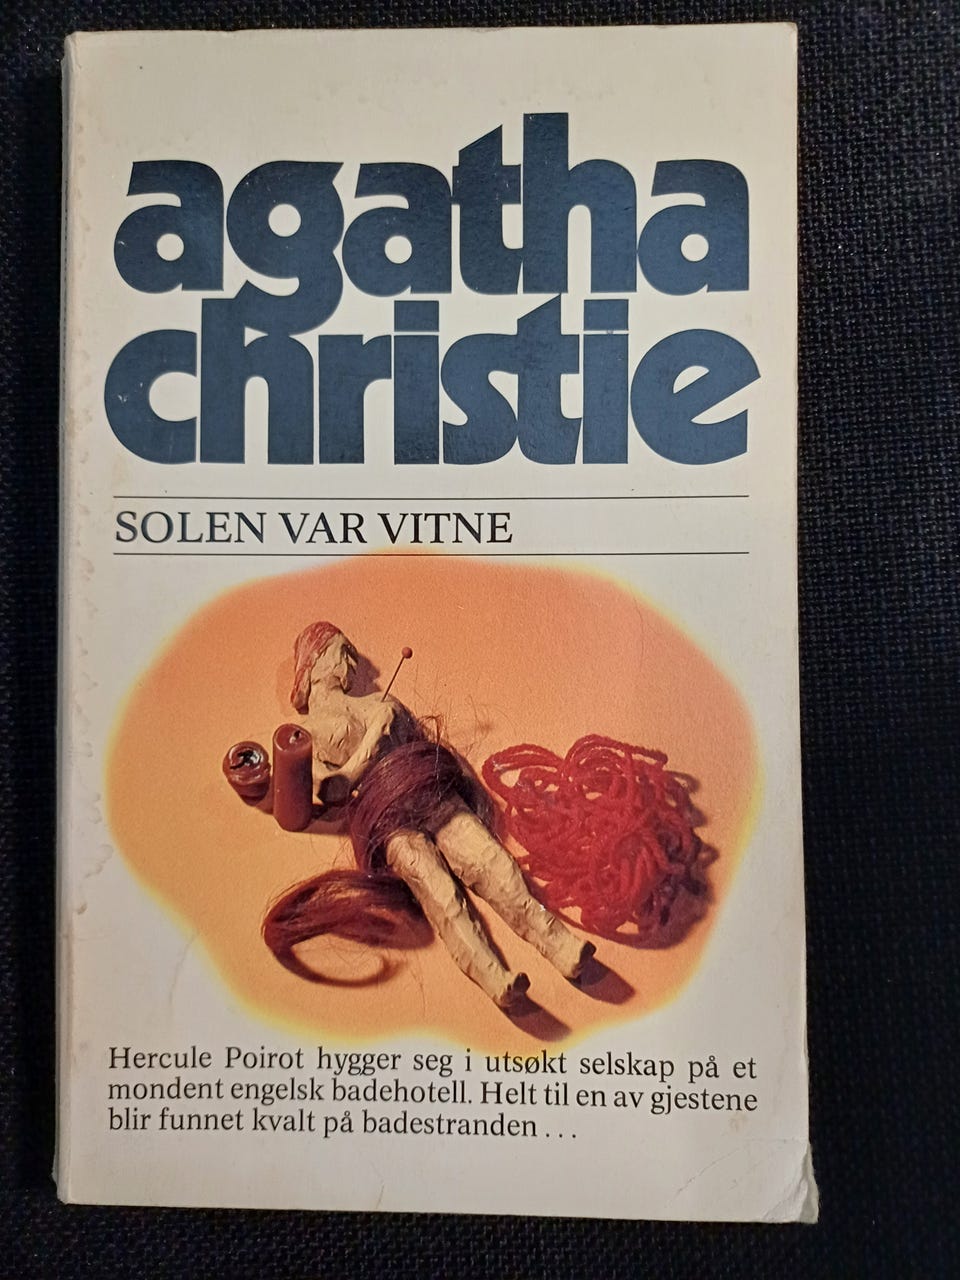 agatha
christie
SOLEN VAR VITNE
Hercule Poirot hygger seg i utsøkt selskap på et
mondent engelsk badehotell. Helt til en av gjestene
blir funnet kvalt på badestranden...